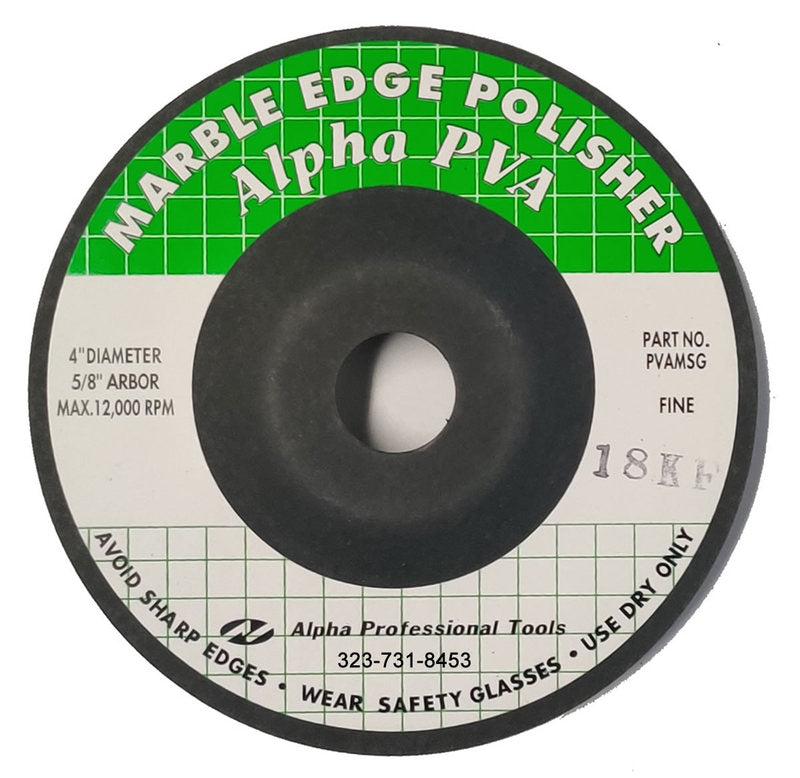 MARBLE EDGE POLISHER
Alpha PVA
4"DIAMETER
5/8" ARBOR
MAX.12,000 RPM
PART NO.
PVAMSG
FINE
Alpha Professional Tools
323-731-8453
AVOID SHARP EDGES • WEAR SAFETY GLASSES • USE DRY ONLY